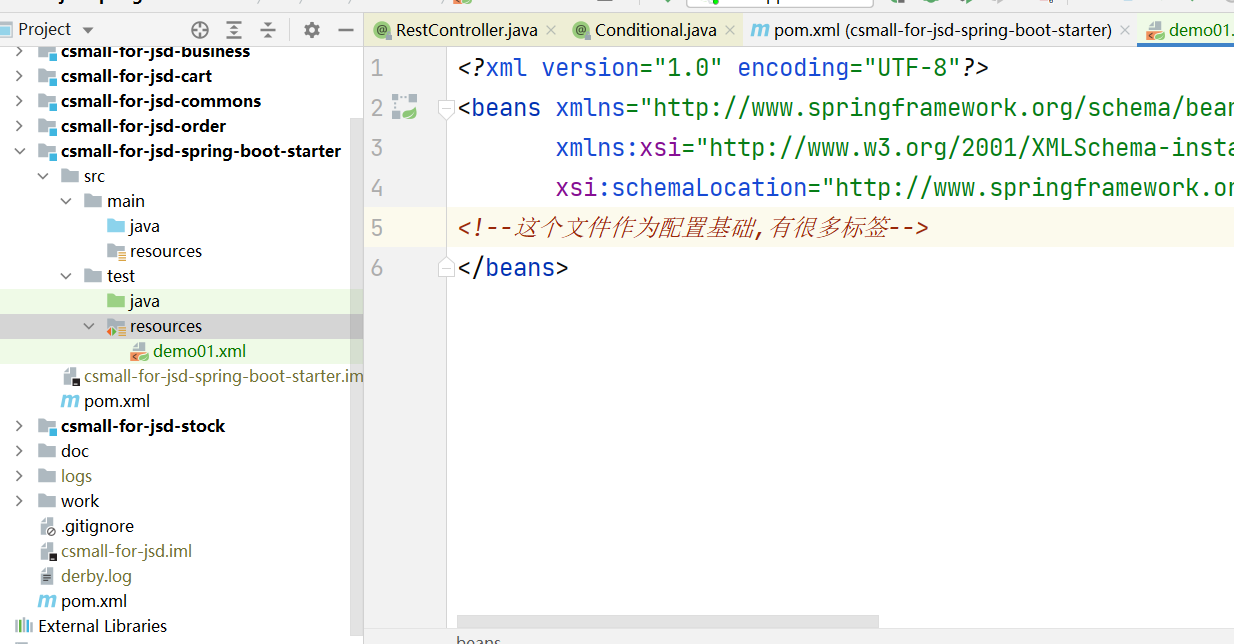 Project
RestController.java
Conditional.java
pom.xml (csmall-for-jsd-spring-boot-starter)
demo01.
csmall-for-jsd-business
csmall-for-jsd-cart
csmall-for-jsd-commons
csmall-for-jsd-order
csmall-for-jsd-spring-boot-starter
src
main
java
resources
test
java
resources
demo01.xml
csmall-for-jsd-spring-boot-starter.im
pom.xml
csmall-for-jsd-stock
doc
logs
work
.gitignore
csmall-for-jsd.iml
derby.log
pom.xml
External Libraries
1 <?xml version="1.0" encoding="UTF-8"?>
2 <beans xmlns="http://www.springframework.org/schema/bean
3 xmlns:xsi="http://www.w3.org/2001/XMLSchema-insta
4 xsi:schemaLocation="http://www.springframework.or
5 <!--这个文件作为配置基础,有很多标签-->
6 </beans>
beans